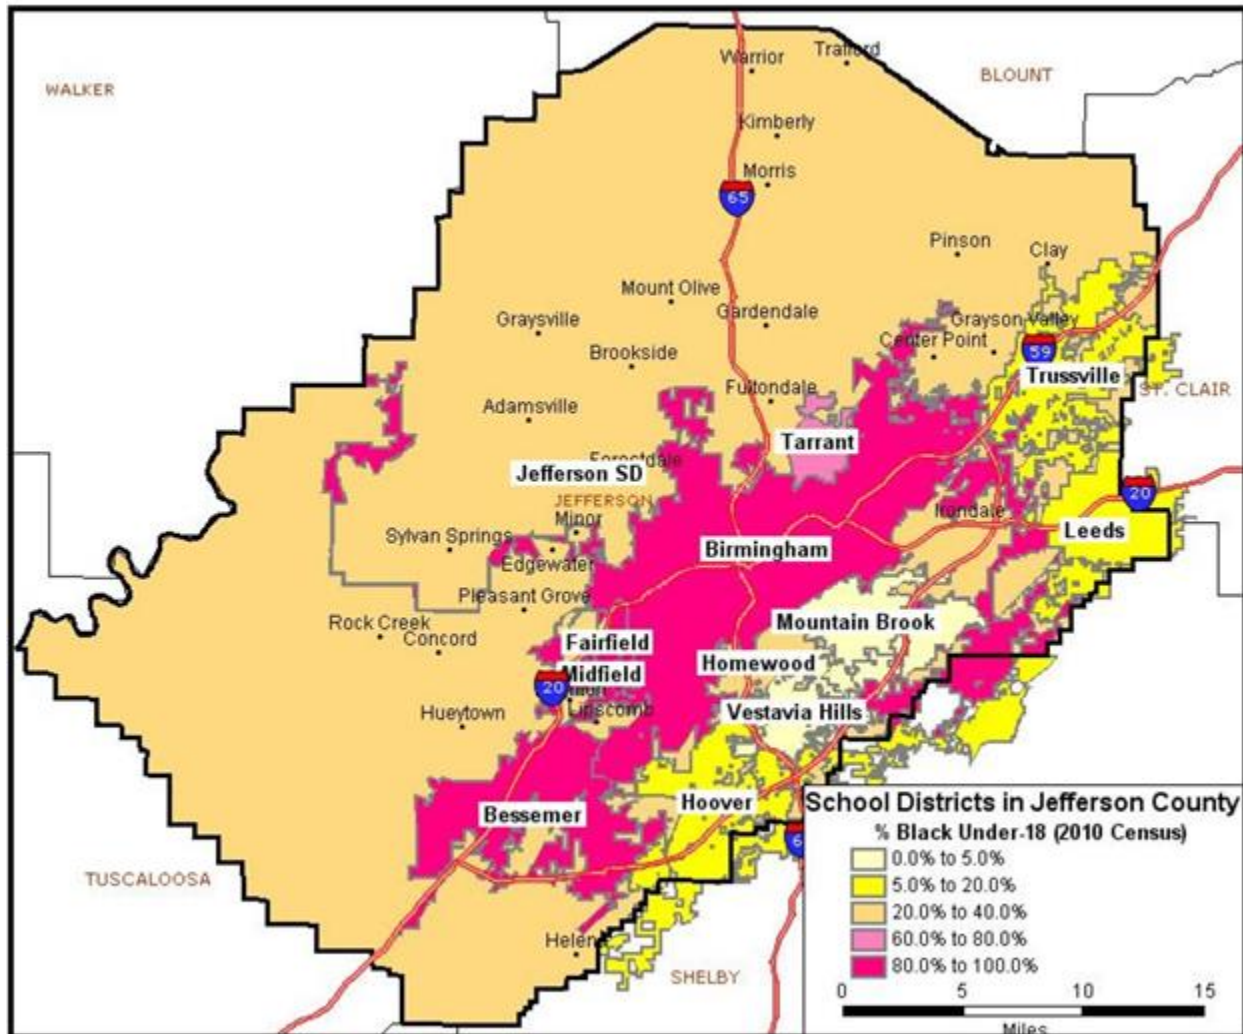 Warrior
Trafford
BLOUNT
WALKER
Kimberly
Morris
65
Pinson
Clay
Mount Olive
Gardendale
Grayson Valley
Graysville
Center Point
59
Brookside
Trussville
Fultondale
ST. CLAIR
Adamsville
Tarrant
Forestdale
Jefferson SD
JEFFERSON
20
Irondale
Minor
Leeds
Sylvan Springs
Birmingham
Edgewater
Pleasant Grove
Rock Creek
Mountain Brook
Concord
Fairfield
Homewood
Midfield
20
Lipscomb
Hueytown
Vestavia Hills
Hoover
Bessemer
School Districts in Jefferson County
% Black Under-18 (2010 Census)
0.0% to 5.0%
5.0% to 20.0%
20.0% to 40.0%
60.0% to 80.0%
80.0% to 100.0%
TUSCALOOSA
Helen
SHELBY
0 5 10 15
Miles